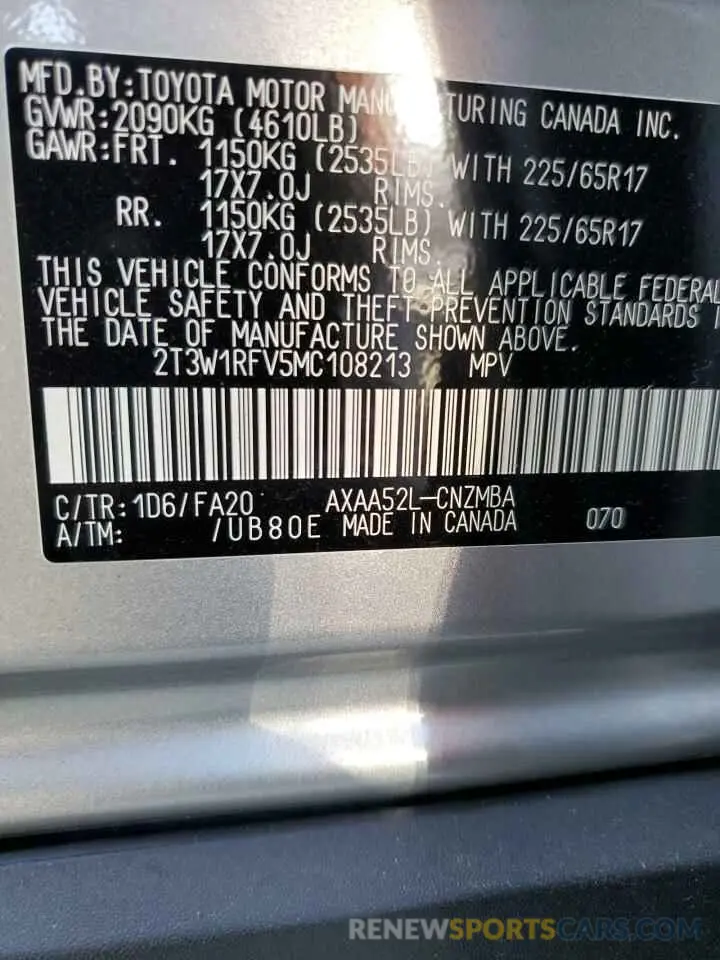 MFD.BY:TOYOTA MOTOR MANUFACTURING CANADA INC.
GVWR:2090KG (4610LB)
GAWR:FRT. 1150KG (2535LB) WITH 225/65R17
17X7.0J RIMS.
RR. 1150KG (2535LB) WITH 225/65R17
17X7.0J RIMS.
THIS VEHICLE CONFORMS TO ALL APPLICABLE FEDERAL
VEHICLE SAFETY AND THEFT PREVENTION STANDARDS
THE DATE OF MANUFACTURE SHOWN ABOVE.
2T3W1RFV5MC108213 MPV
C/TR:1D6/FA20 AXAA52L-CNZMBA
A/TM: /UB80E MADE IN CANADA 070
RENEWSPORTSCARS.COM